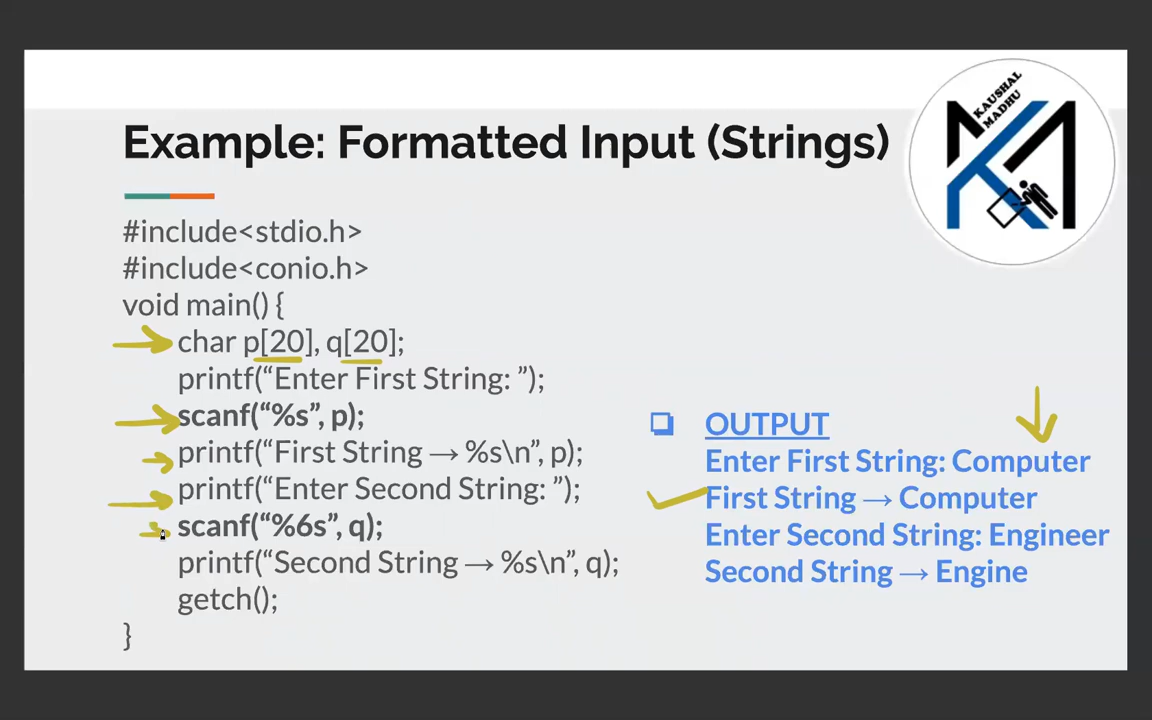 KAUSHAL
MADHU
Example: Formatted Input (Strings)
#include<stdio.h>
#include<conio.h>
void main() {
char p[20], q[20];
printf(“Enter First String: ”);
scanf(“%s”, p);
printf(“First String → %s\n”, p);
printf(“Enter Second String: ”);
scanf(“%6s”, q);
printf(“Second String → %s\n”, q);
getch();
}
❑ OUTPUT
Enter First String: Computer
First String → Computer
Enter Second String: Engineer
Second String → Engine